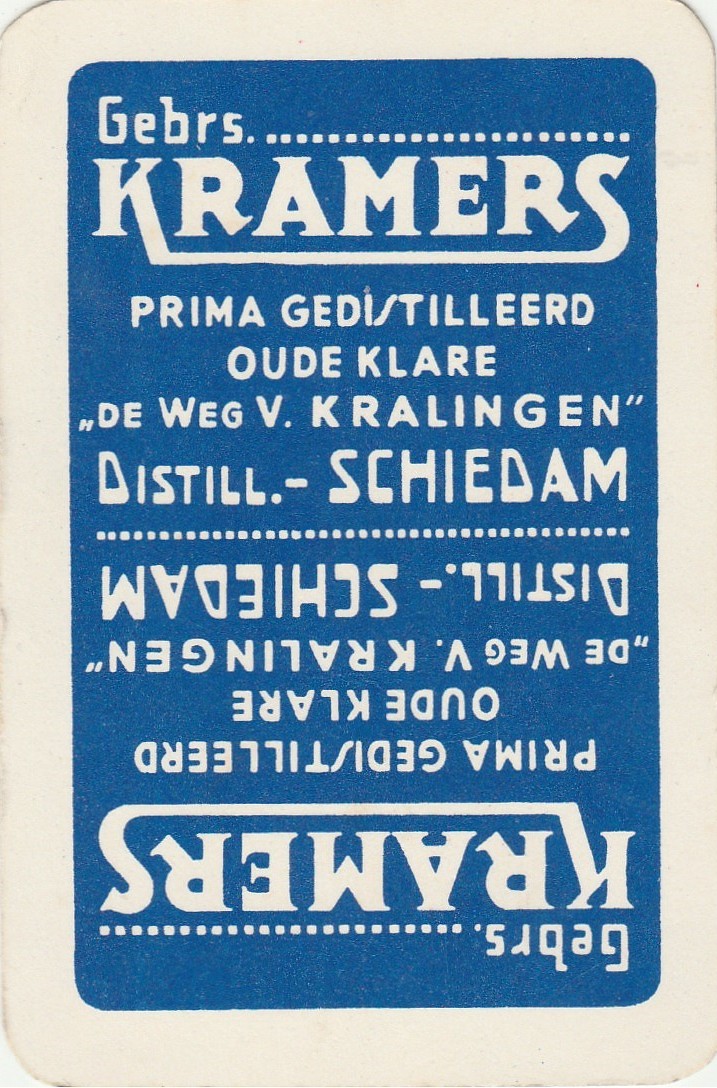 Gebrs.
KRAMERS
PRIMA GEDISTILLEERD
OUDE KLARE
„DE WEG V. KRALINGEN”
DISTILL.- SCHIEDAM
DISTILL.- SCHIEDAM
„DE WEG V. KRALINGEN”
OUDE KLARE
PRIMA GEDISTILLEERD
KRAMERS
Gebrs.